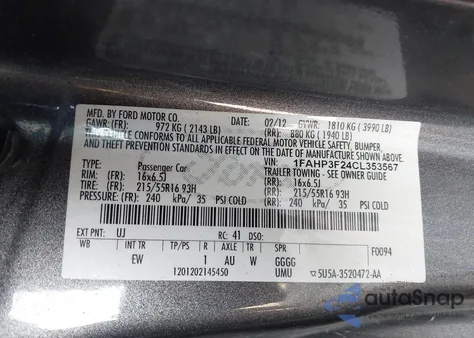 MFD. BY FORD MOTOR CO.
02/12 GVWR: 1810 KG ( 3990 LB)
GAWR: (FR): 972 KG ( 2143 LB) (RR): 880 KG ( 1940 LB)
THIS VEHICLE CONFORMS TO ALL APPLICABLE FEDERAL MOTOR VEHICLE SAFETY, BUMPER,
AND THEFT PREVENTION STANDARDS IN EFFECT ON THE DATE OF MANUFACTURE SHOWN ABOVE.
VIN: 1FAHP3F24CL353567
TYPE: Passenger Car TRAILER TOWING - SEE OWNER GUIDE
RIM: (FR): 16x6.5J (RR): 16x6.5J
TIRE: (FR): 215/55R16 93H (RR): 215/55R16 93H
PRESSURE: (FR): 240 kPa/ 35 PSI COLD (RR): 240 kPa/ 35 PSI COLD
EXT PNT: UJ RC: 41 DSO: F0094
WB INT TR TP/PS R AXLE TR SPR
EW 1 AU W GGGG
1201202145450 UMU 5U5A-3520472-AA
autoSnap